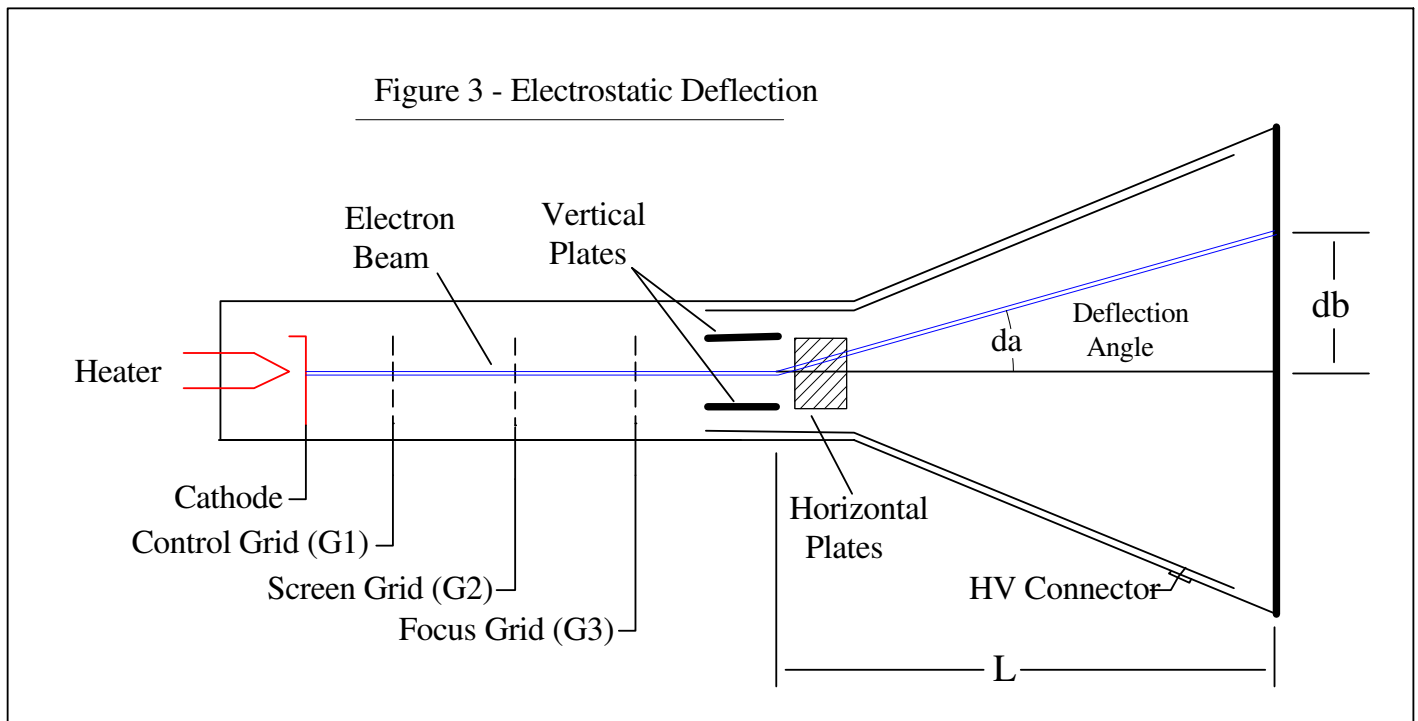 Figure 3 - Electrostatic Deflection
Electron
Beam
Vertical
Plates
Heater
da
Deflection
Angle
db
Cathode
Control Grid (G1)
Screen Grid (G2)
Focus Grid (G3)
Horizontal
Plates
HV Connector
L